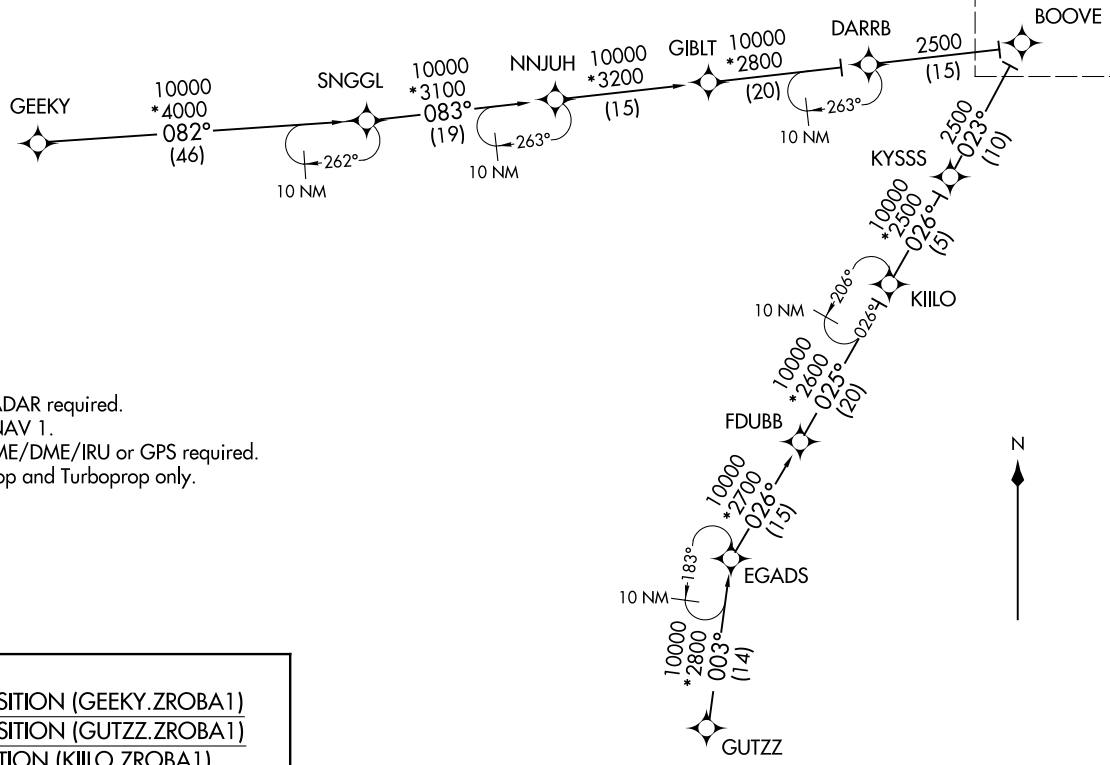 BOOVE
DARRB
2500
(15)
GIBLT
10000
*2800
(20)
263°
10 NM
NNJUH
10000
*3200
(15)
263°
10 NM
SNGGL
10000
*3100
083°
(19)
262°
10 NM
GEEKY
10000
*4000
082°
(46)
2500
023°
(10)
KYSSS
10000
*2500
026°
(5)
KIILO
206°
10 NM
026°
10000
*2600
025°
(20)
FDUBB
10000
*2700
026°
(15)
EGADS
183°
10 NM
10000
*2800
003°
(14)
GUTZZ
N
ADAR required.
NAV 1.
ME/DME/IRU or GPS required.
op and Turboprop only.
SITION (GEEKY.ZROBA1)
SITION (GUTZZ.ZROBA1)
TION (KIILO.ZROBA1)